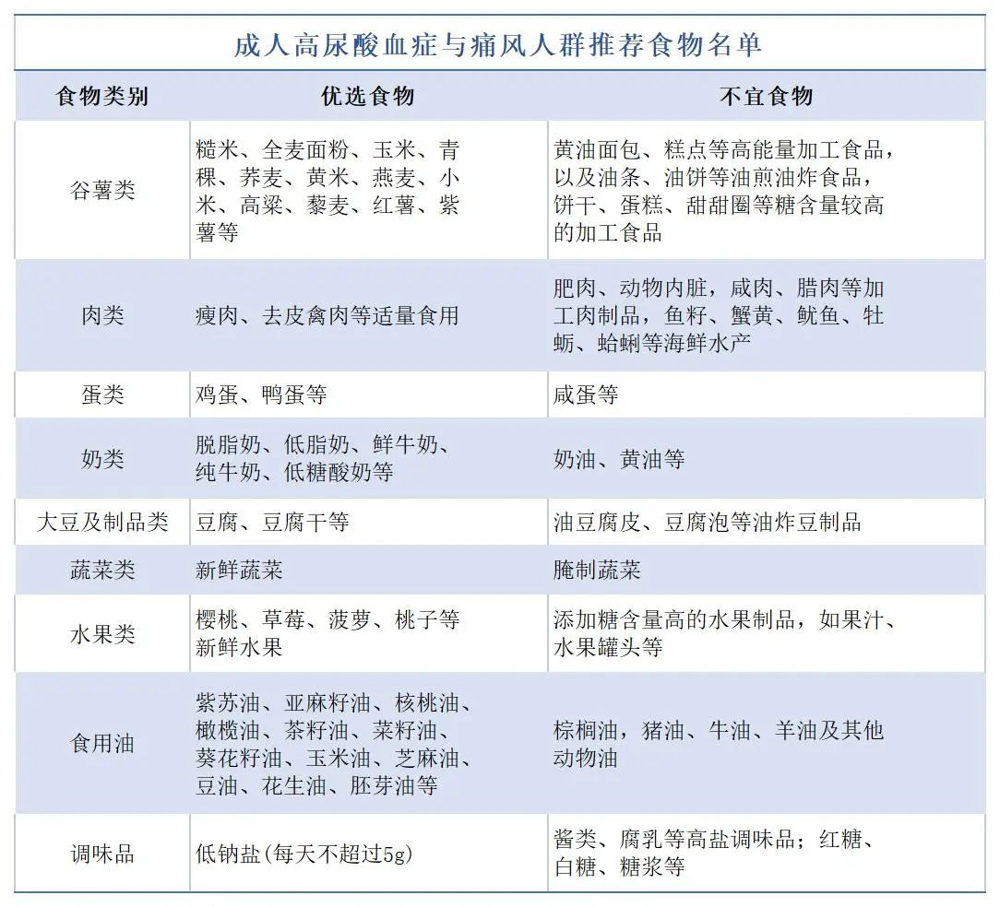 成人高尿酸血症与痛风人群推荐食物名单
食物类别
优选食物
不宜食物
谷薯类
糙米、全麦面粉、玉米、青
稞、荞麦、黄米、燕麦、小
米、高粱、藜麦、红薯、紫
薯等
黄油面包、糕点等高能量加工食品，
以及油条、油饼等油煎油炸食品，
饼干、蛋糕、甜甜圈等糖含量较高
的加工食品
肉类
瘦肉、去皮禽肉等适量食用
肥肉、动物内脏，咸肉、腊肉等加
工肉制品，鱼籽、蟹黄、鱿鱼、牡
蛎、蛤蜊等海鲜水产
蛋类
鸡蛋、鸭蛋等
咸蛋等
奶类
脱脂奶、低脂奶、鲜牛奶、
纯牛奶、低糖酸奶等
奶油、黄油等
大豆及制品类
豆腐、豆腐干等
油豆腐皮、豆腐泡等油炸豆制品
蔬菜类
新鲜蔬菜
腌制蔬菜
水果类
樱桃、草莓、菠萝、桃子等
新鲜水果
添加糖含量高的水果制品，如果汁、
水果罐头等
食用油
紫苏油、亚麻籽油、核桃油、
橄榄油、茶籽油、菜籽油、
葵花籽油、玉米油、芝麻油、
豆油、花生油、胚芽油等
棕榈油，猪油、牛油、羊油及其他
动物油
调味品
低钠盐(每天不超过5g)
酱类、腐乳等高盐调味品；红糖、
白糖、糖浆等